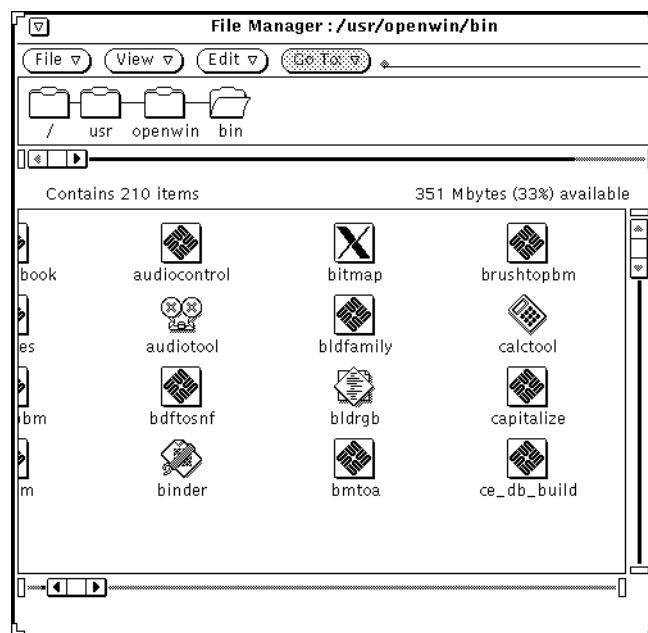 File Manager : /usr/openwin/bin
File View Edit Go To:
/ usr openwin bin
Contains 210 items 351 Mbytes (33%) available
book audiocontrol bitmap brushtopbm
es audiotool bldfamily calctool
bm bdftosnf bldrgb capitalize
m binder bmtoa ce_db_build